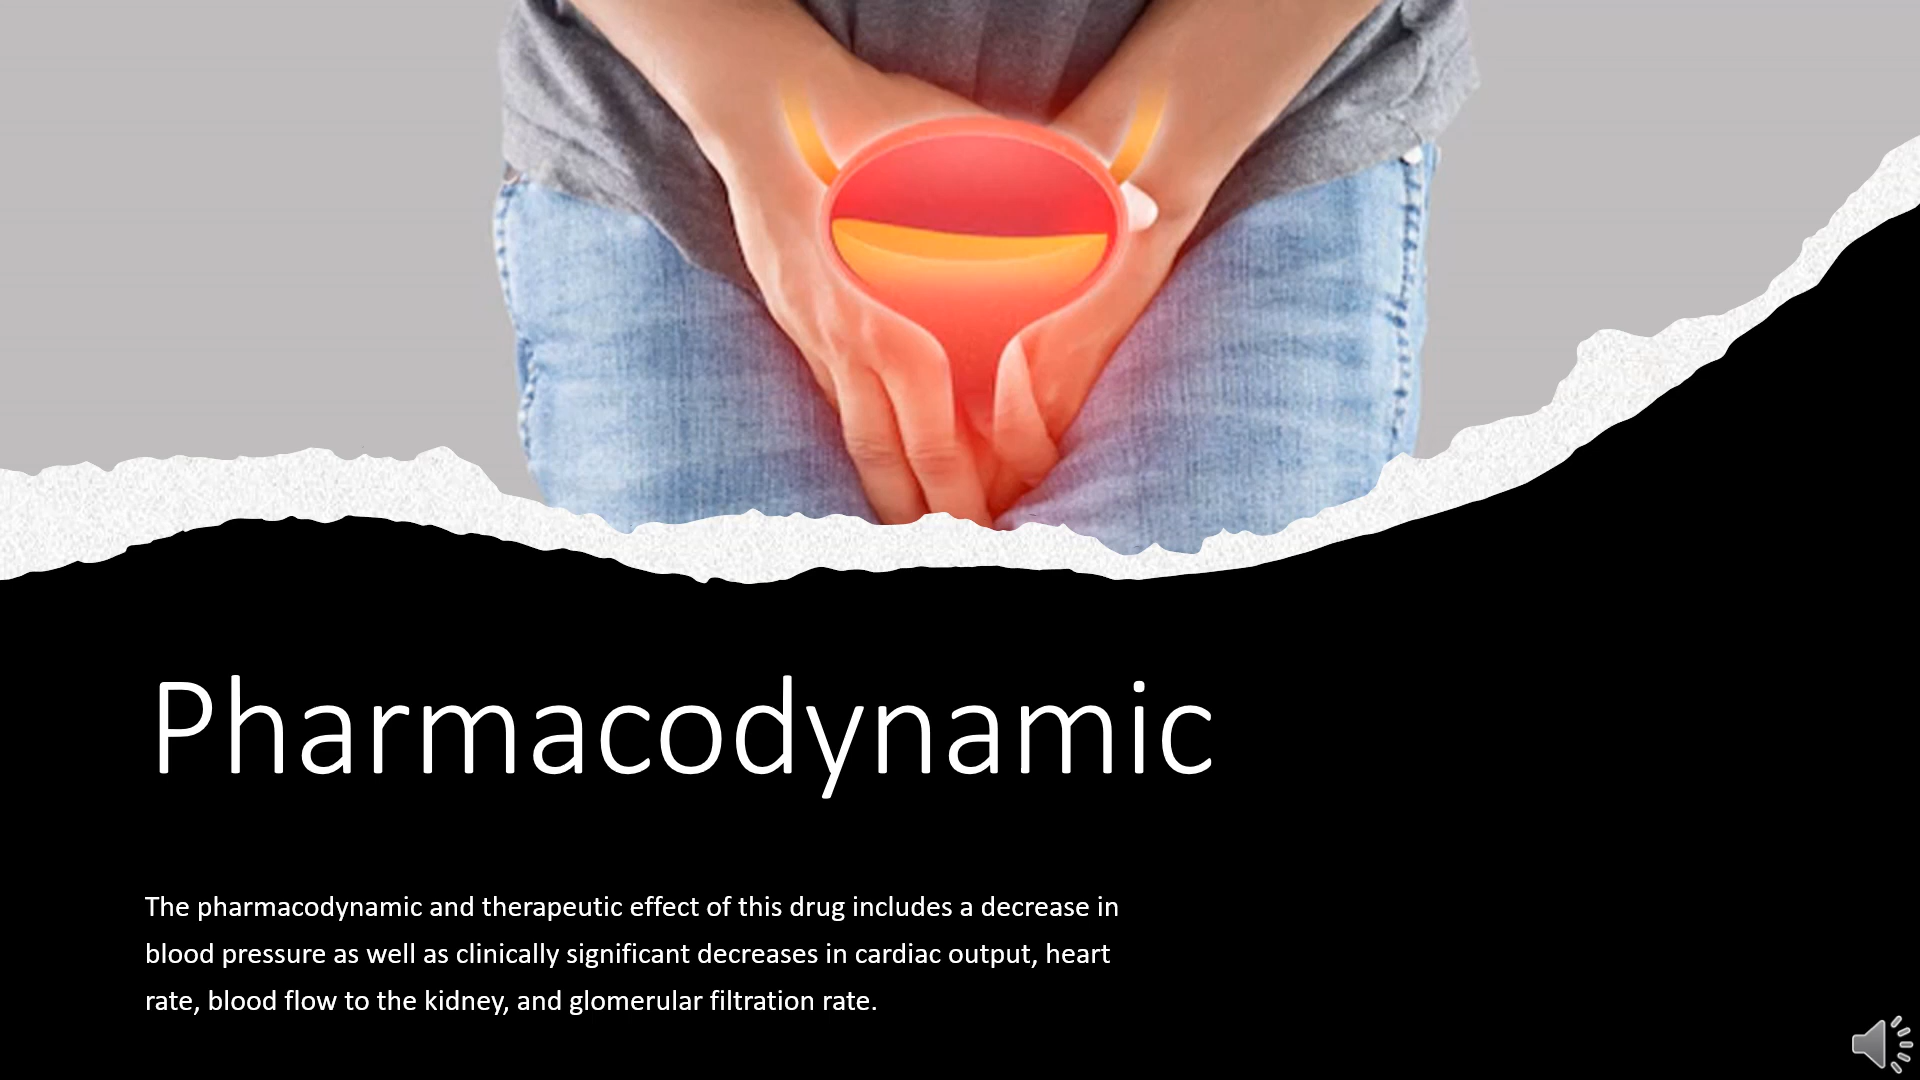 Pharmacodynamic
The pharmacodynamic and therapeutic effect of this drug includes a decrease in
blood pressure as well as clinically significant decreases in cardiac output, heart
rate, blood flow to the kidney, and glomerular filtration rate.